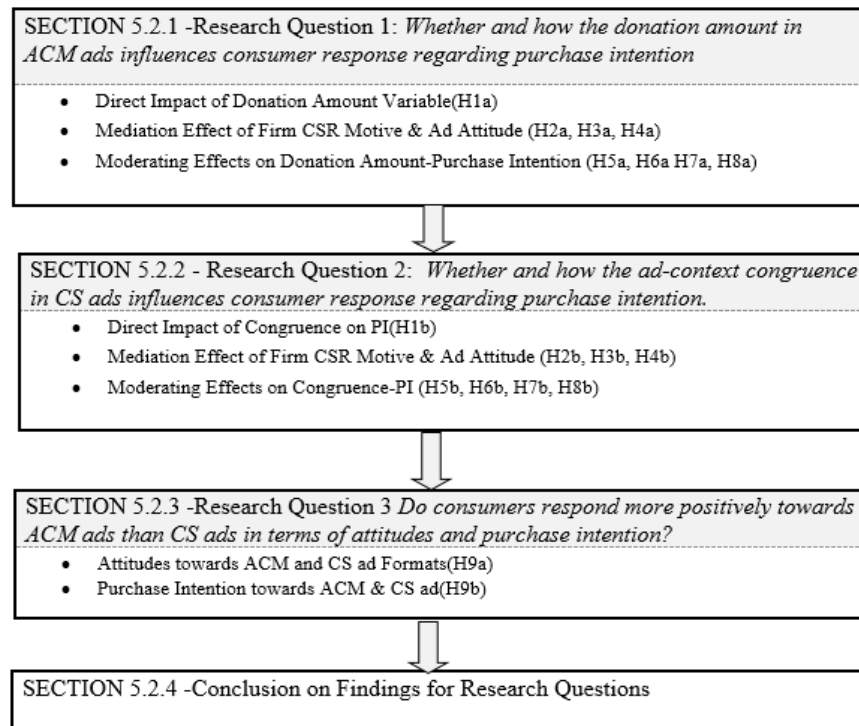 SECTION 5.2.1 -Research Question 1: Whether and how the donation amount in
ACM ads influences consumer response regarding purchase intention
• Direct Impact of Donation Amount Variable(H1a)
• Mediation Effect of Firm CSR Motive & Ad Attitude (H2a, H3a, H4a)
• Moderating Effects on Donation Amount-Purchase Intention (H5a, H6a H7a, H8a)
SECTION 5.2.2 - Research Question 2: Whether and how the ad-context congruence
in CS ads influences consumer response regarding purchase intention.
• Direct Impact of Congruence on PI(H1b)
• Mediation Effect of Firm CSR Motive & Ad Attitude (H2b, H3b, H4b)
• Moderating Effects on Congruence-PI (H5b, H6b, H7b, H8b)
SECTION 5.2.3 -Research Question 3 Do consumers respond more positively towards
ACM ads than CS ads in terms of attitudes and purchase intention?
• Attitudes towards ACM and CS ad Formats(H9a)
• Purchase Intention towards ACM & CS ad(H9b)
SECTION 5.2.4 -Conclusion on Findings for Research Questions